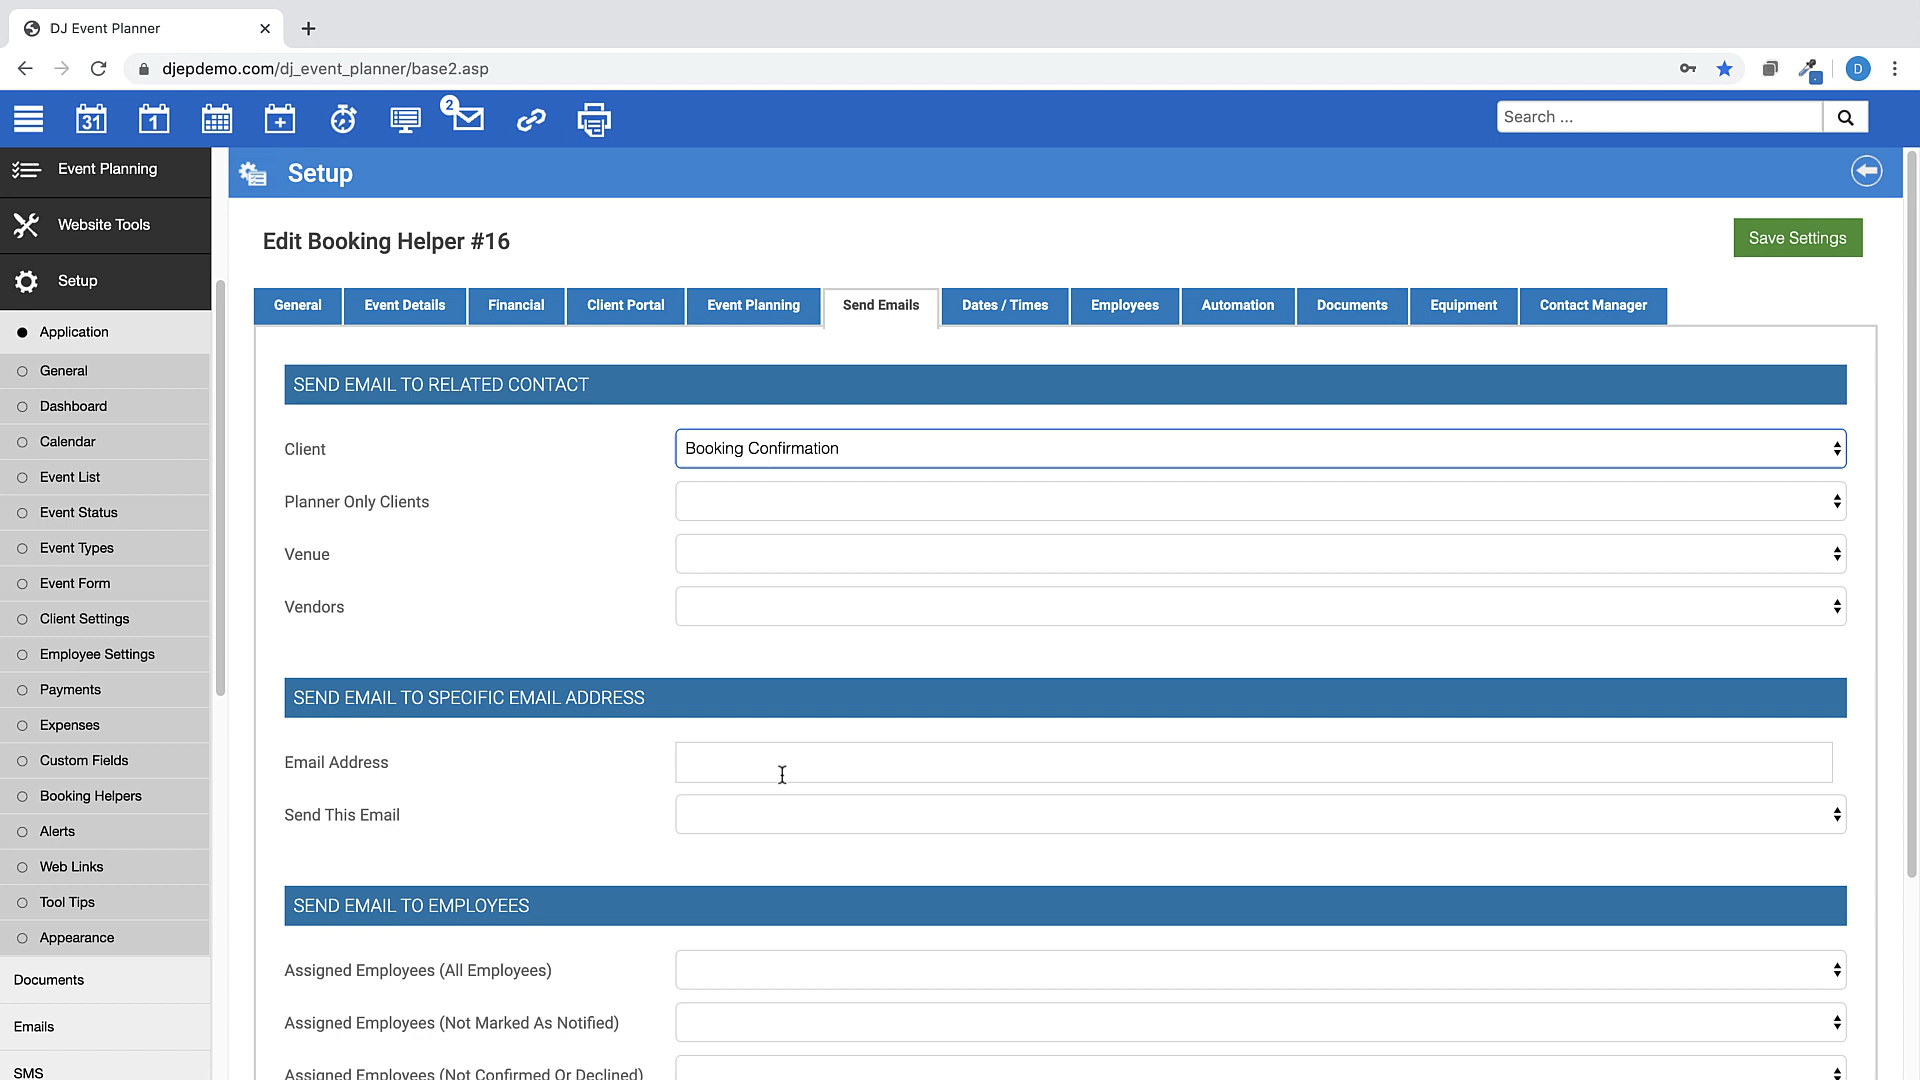 DJ Event Planner
djepdemo.com/dj_event_planner/base2.asp
D
31
1
2
Search ...
Event Planning
Website Tools
Setup
Application
General
Dashboard
Calendar
Event List
Event Status
Event Types
Event Form
Client Settings
Employee Settings
Payments
Expenses
Custom Fields
Booking Helpers
Alerts
Web Links
Tool Tips
Appearance
Documents
Emails
SMS
Setup
Edit Booking Helper #16
Save Settings
General Event Details Financial Client Portal Event Planning Send Emails Dates / Times Employees Automation Documents Equipment Contact Manager
SEND EMAIL TO RELATED CONTACT
Client Booking Confirmation
Planner Only Clients
Venue
Vendors
SEND EMAIL TO SPECIFIC EMAIL ADDRESS
Email Address
Send This Email
SEND EMAIL TO EMPLOYEES
Assigned Employees (All Employees)
Assigned Employees (Not Marked As Notified)
Assigned Employees (Not Confirmed Or Declined)